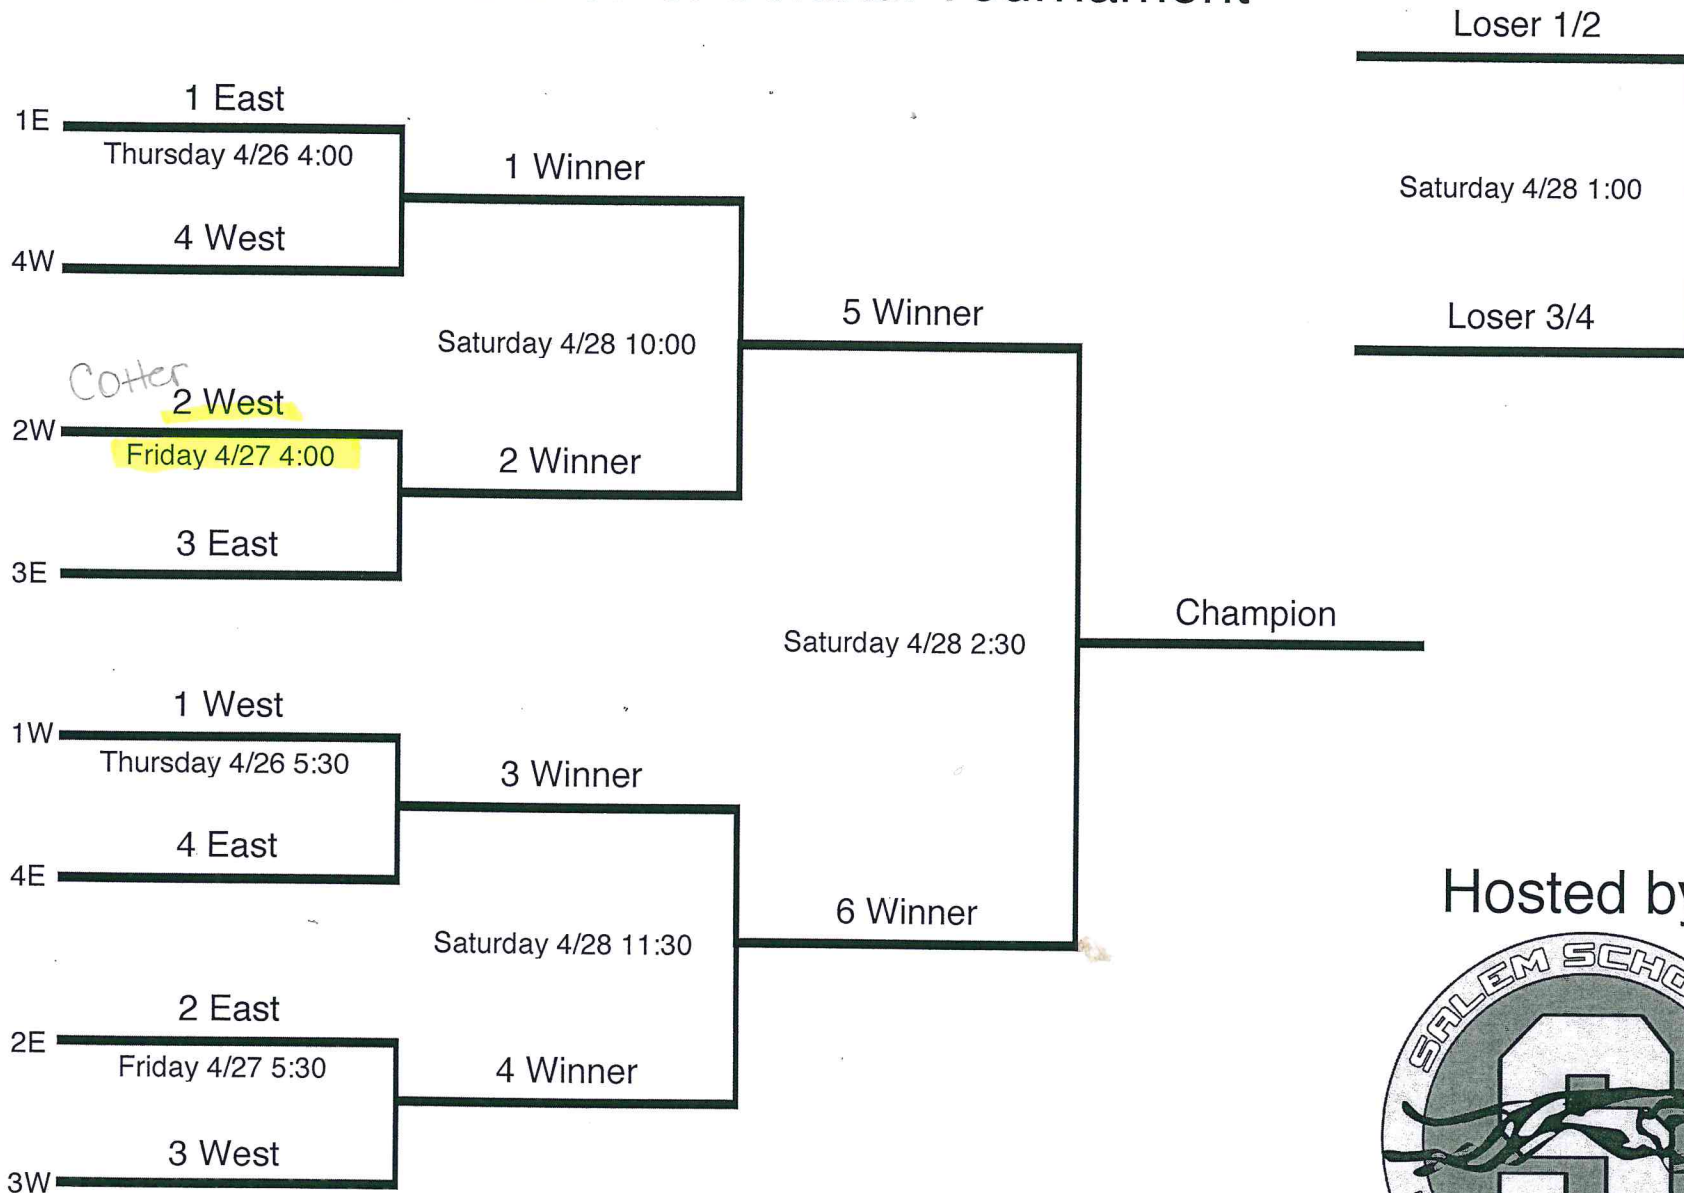 Tournament
Loser 1/2
1 East
1E
Thursday 4/26 4:00
1 Winner
Saturday 4/28 1:00
4 West
4W
5 Winner
Loser 3/4
Saturday 4/28 10:00
Cotter
2 West
2W
Friday 4/27 4:00
2 Winner
3 East
3E
Champion
Saturday 4/28 2:30
1 West
1W
Thursday 4/26 5:30
3 Winner
4 East
4E
Hosted by
6 Winner
Saturday 4/28 11:30
SALEM SCHO
2 East
2E
Friday 4/27 5:30
4 Winner
3 West
3W